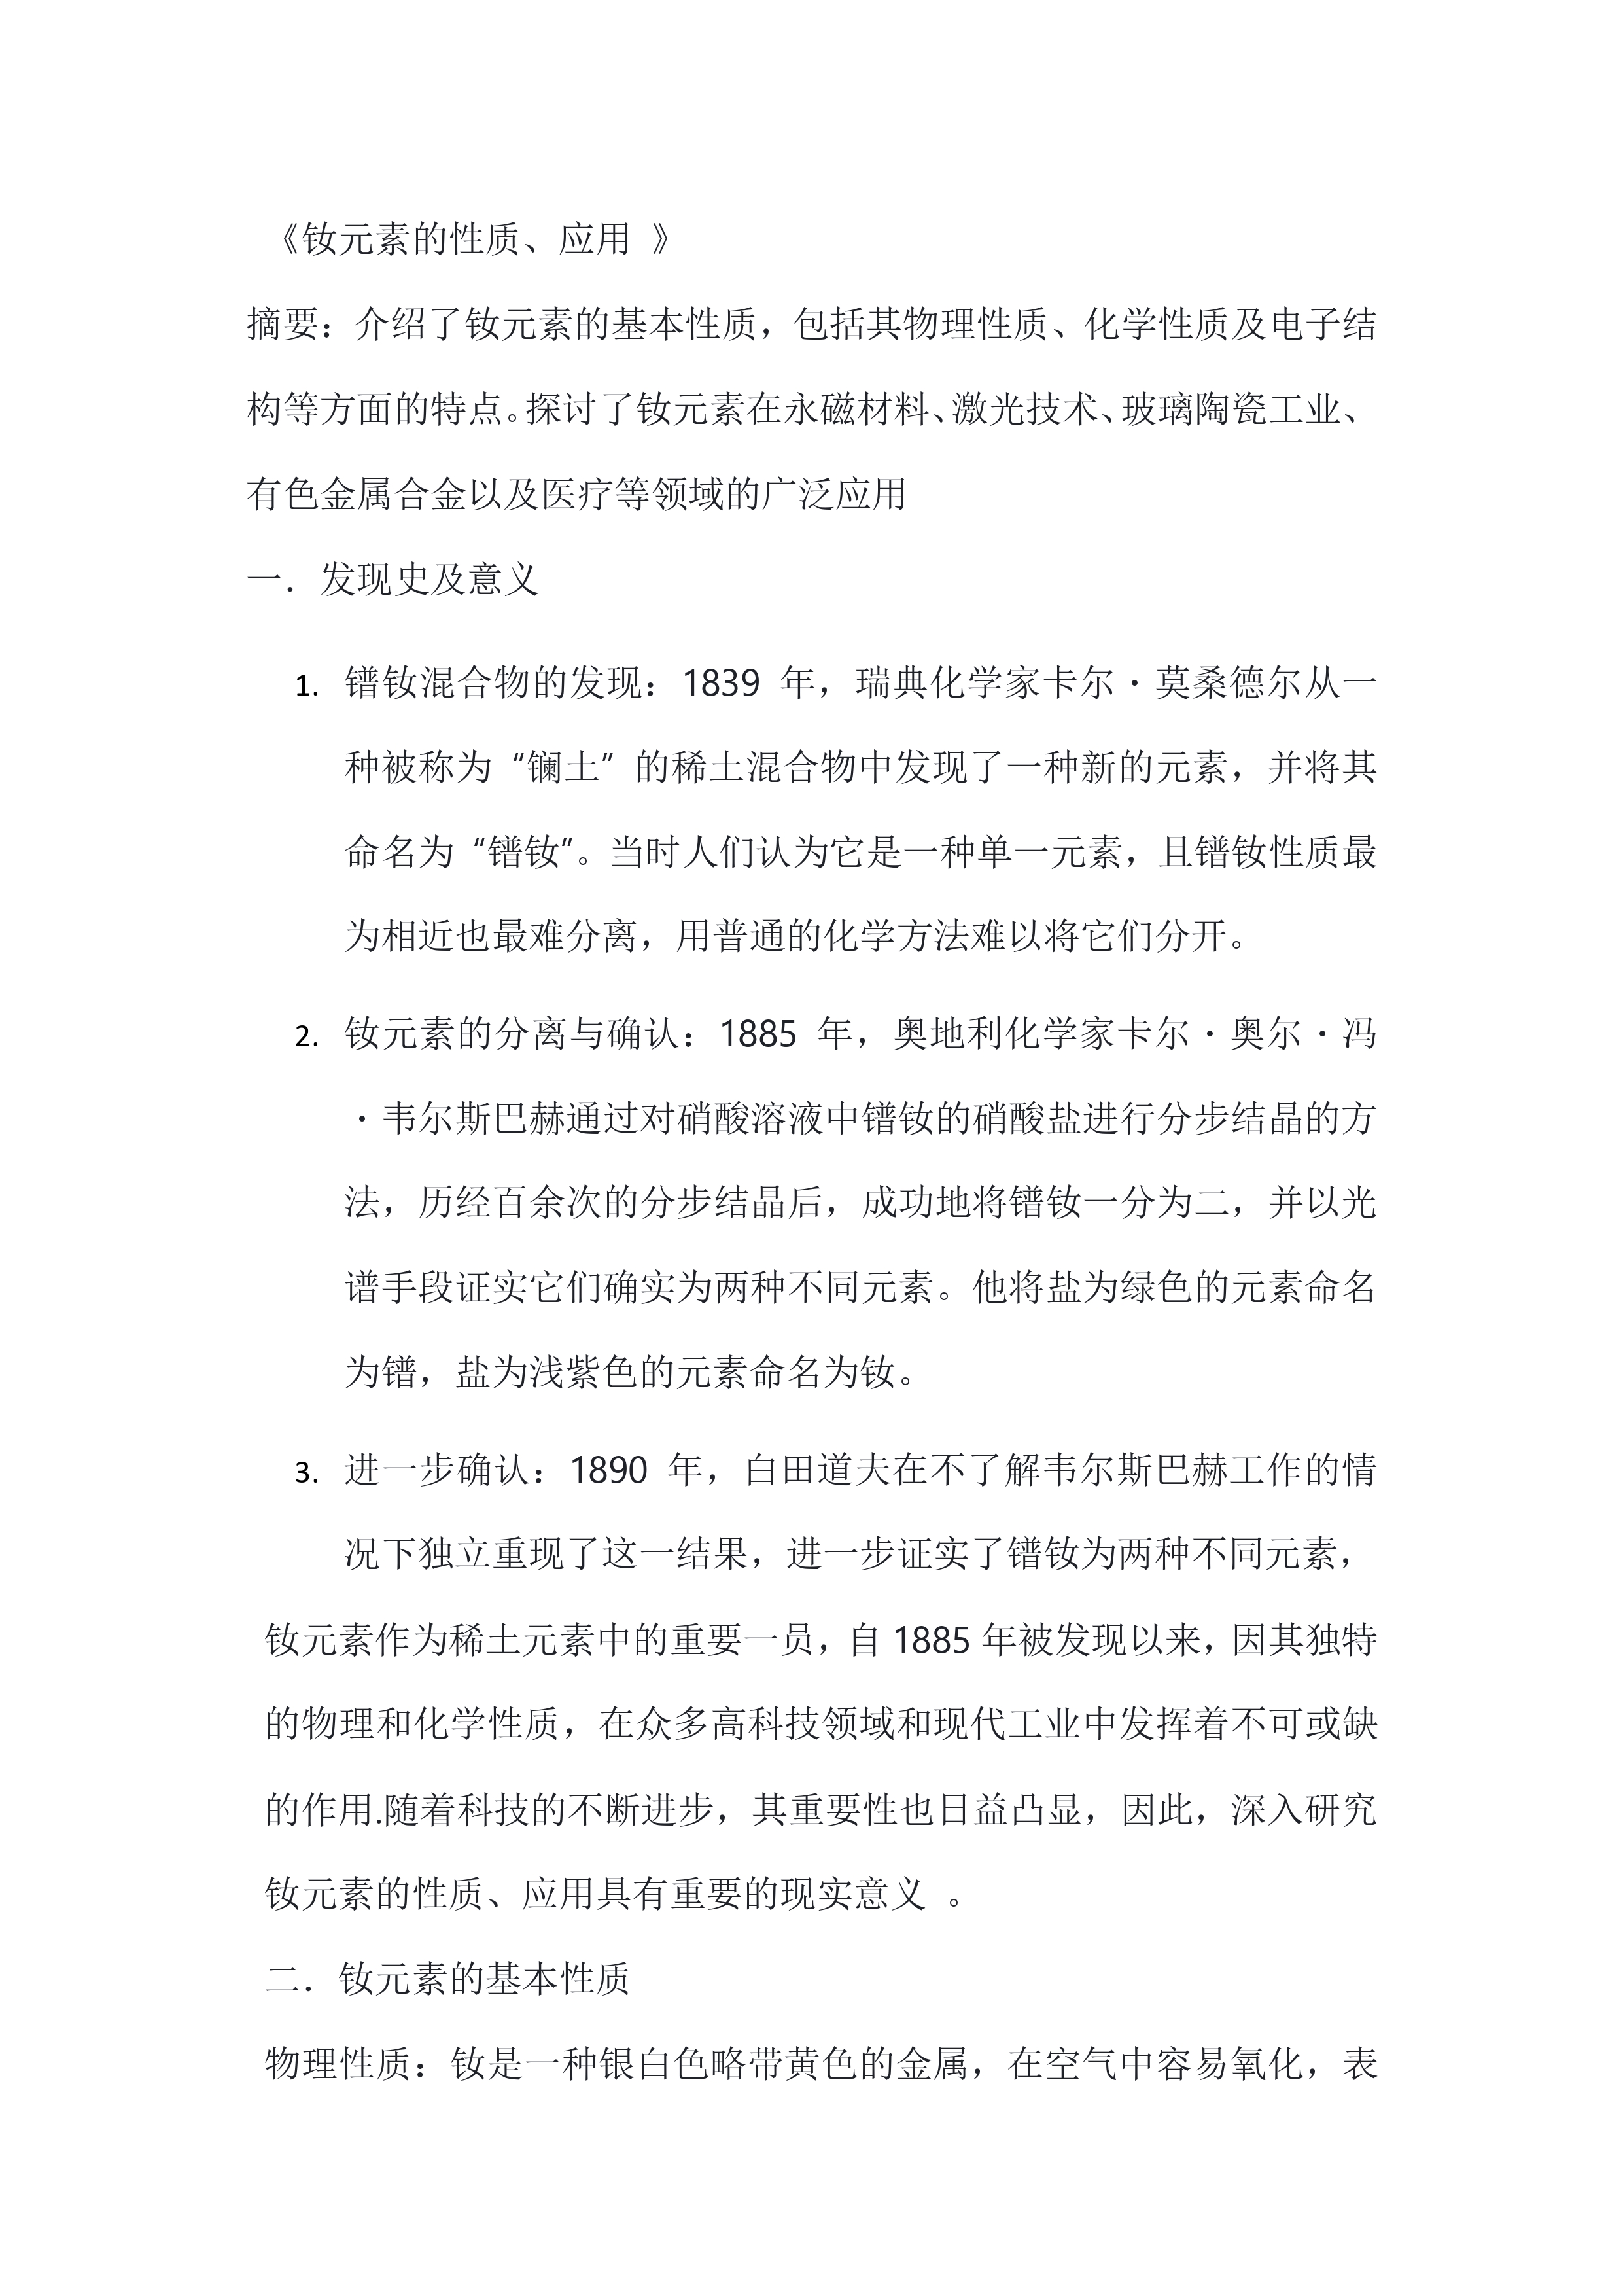 《钕元素的性质、应用 》
摘要：介绍了钕元素的基本性质，包括其物理性质、化学性质及电子结
构等方面的特点。探讨了钕元素在永磁材料、激光技术、玻璃陶瓷工业、
有色金属合金以及医疗等领域的广泛应用
一．发现史及意义
1. 镨钕混合物的发现：1839 年，瑞典化学家卡尔・莫桑德尔从一
种被称为 “镧土” 的稀土混合物中发现了一种新的元素，并将其
命名为 “镨钕”。当时人们认为它是一种单一元素，且镨钕性质最
为相近也最难分离，用普通的化学方法难以将它们分开。
2. 钕元素的分离与确认：1885 年，奥地利化学家卡尔・奥尔・冯
・韦尔斯巴赫通过对硝酸溶液中镨钕的硝酸盐进行分步结晶的方
法，历经百余次的分步结晶后，成功地将镨钕一分为二，并以光
谱手段证实它们确实为两种不同元素。他将盐为绿色的元素命名
为镨，盐为浅紫色的元素命名为钕。
3. 进一步确认：1890 年，白田道夫在不了解韦尔斯巴赫工作的情
况下独立重现了这一结果，进一步证实了镨钕为两种不同元素，
钕元素作为稀土元素中的重要一员，自 1885 年被发现以来，因其独特
的物理和化学性质，在众多高科技领域和现代工业中发挥着不可或缺
的作用.随着科技的不断进步，其重要性也日益凸显，因此，深入研究
钕元素的性质、应用具有重要的现实意义 。
二．钕元素的基本性质
物理性质：钕是一种银白色略带黄色的金属，在空气中容易氧化，表